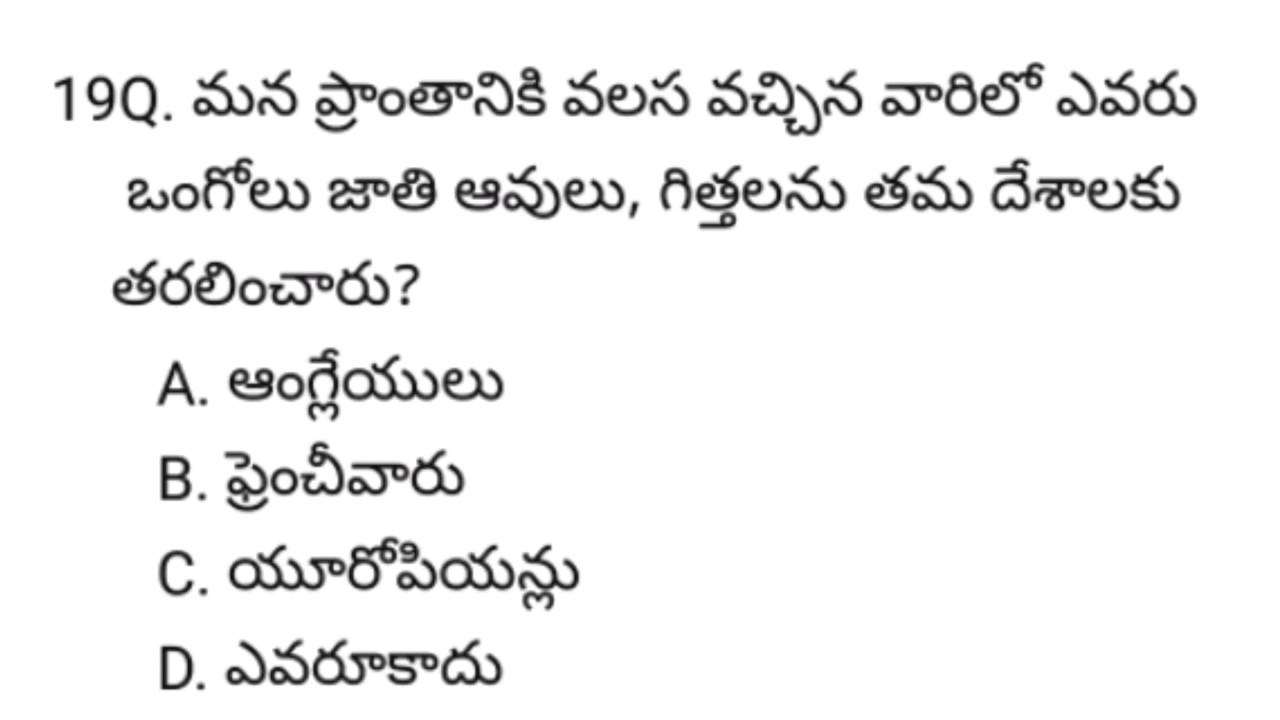 19Q. మన ప్రాంతానికి వలస వచ్చిన వారిలో ఎవరు
ఒంగోలు జాతి ఆవులు, గిత్తలను తమ దేశాలకు
తరలించారు?
A. ఆంగ్లేయులు
B. ఫ్రెంచీవారు
C. యూరోపియన్లు
D. ఎవరూకాదు